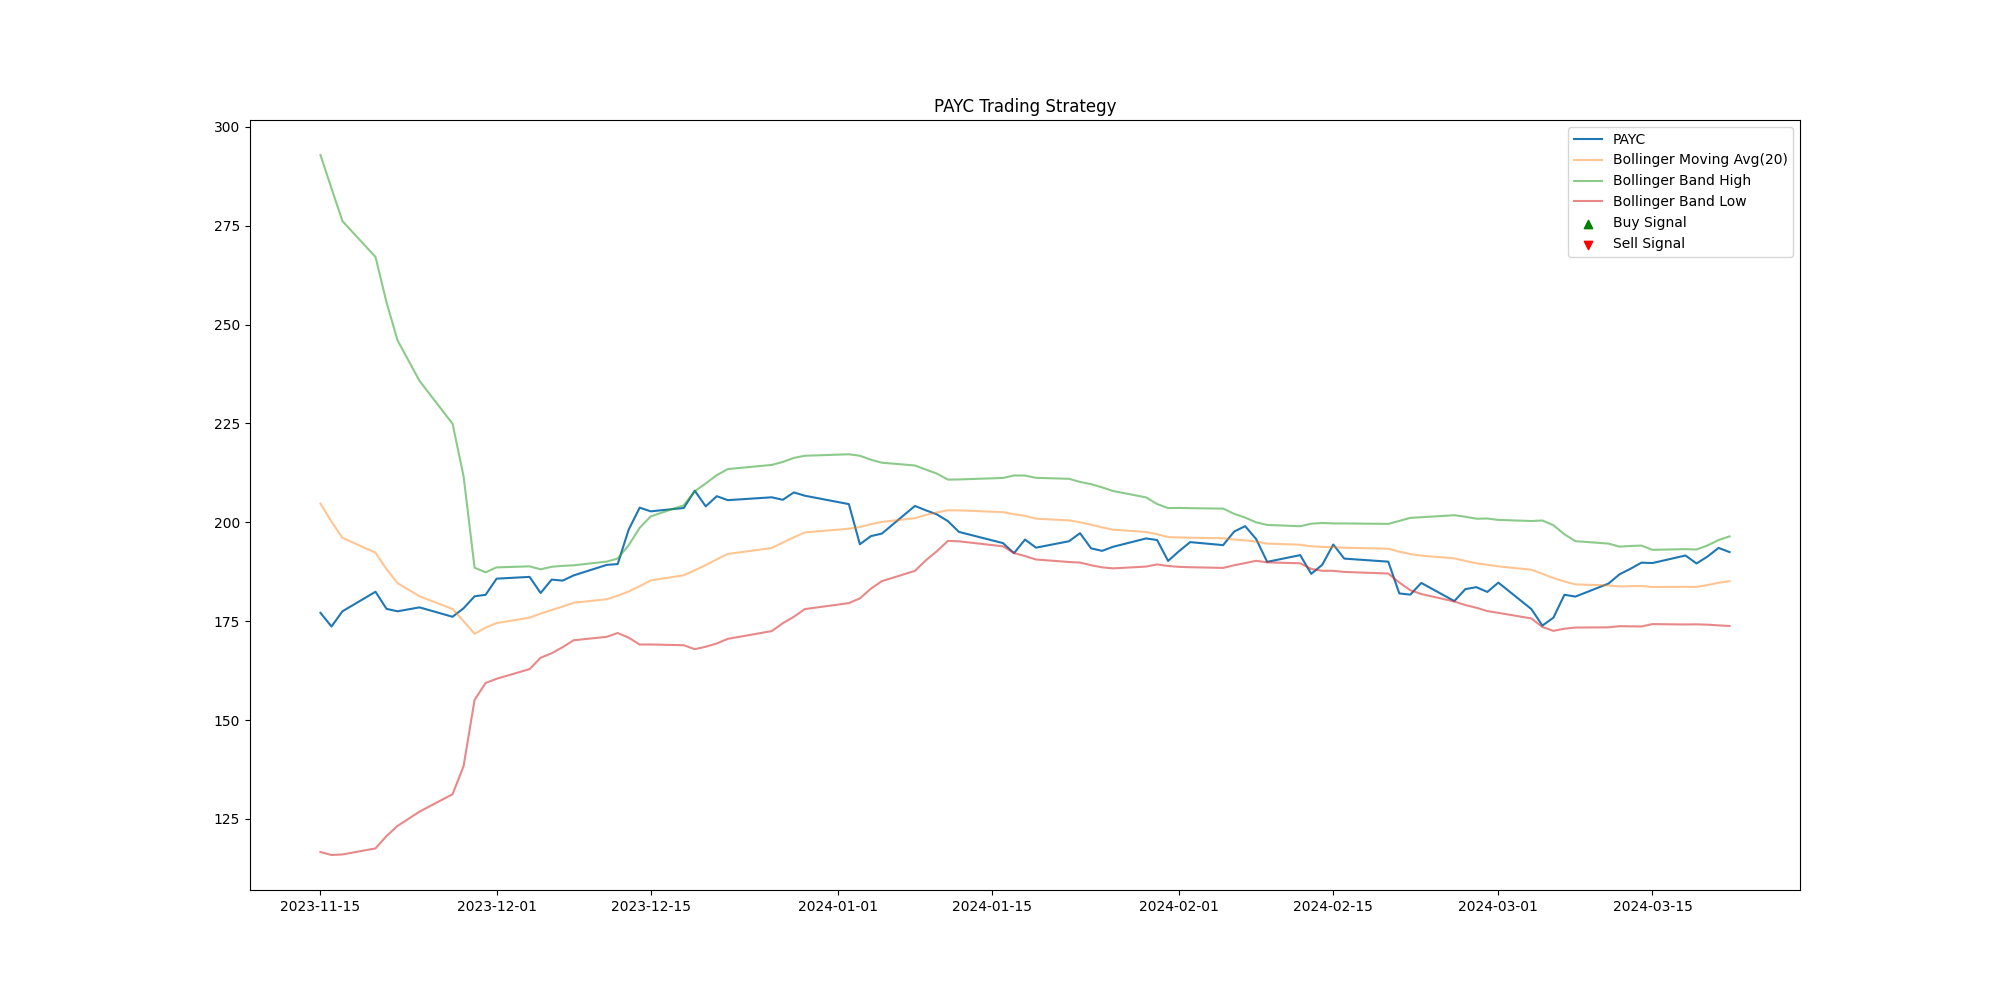 PAYC Trading Strategy
300
275
250
225
200
175
150
125
PAYC
Bollinger Moving Avg(20)
Bollinger Band High
Bollinger Band Low
Buy Signal
Sell Signal
2023-11-15 2023-12-01 2023-12-15 2024-01-01 2024-01-15 2024-02-01 2024-02-15 2024-03-01 2024-03-15